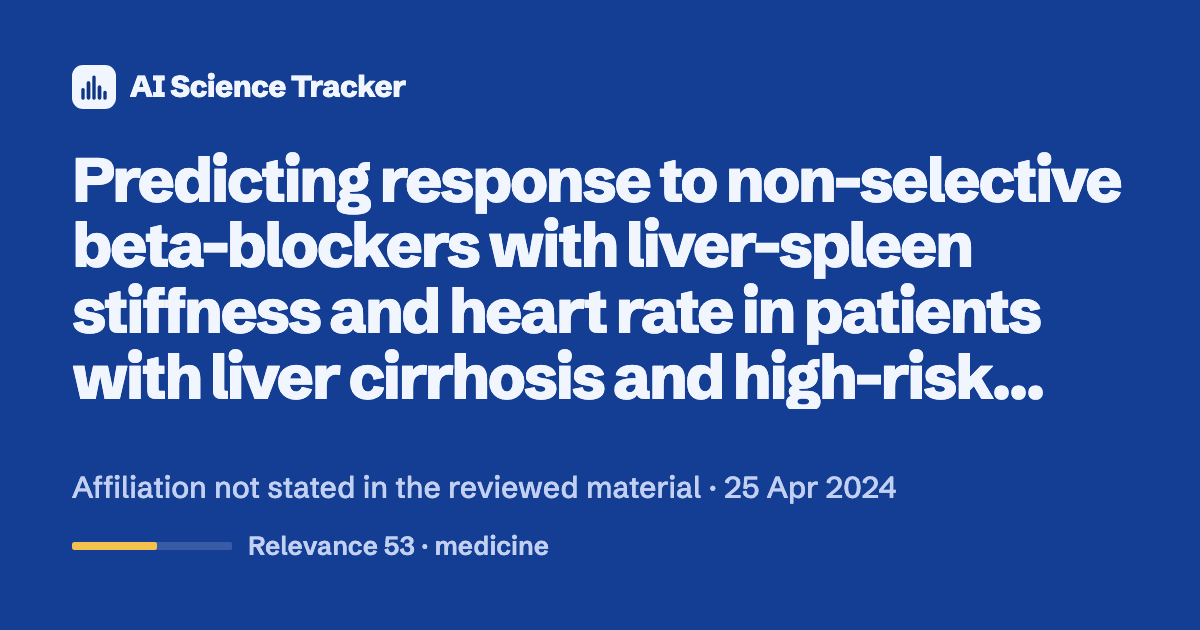 AI Science Tracker
Predicting response to non-selective
beta-blockers with liver-spleen
stiffness and heart rate in patients
with liver cirrhosis and high-risk...
Affiliation not stated in the reviewed material · 25 Apr 2024
Relevance 53 · medicine